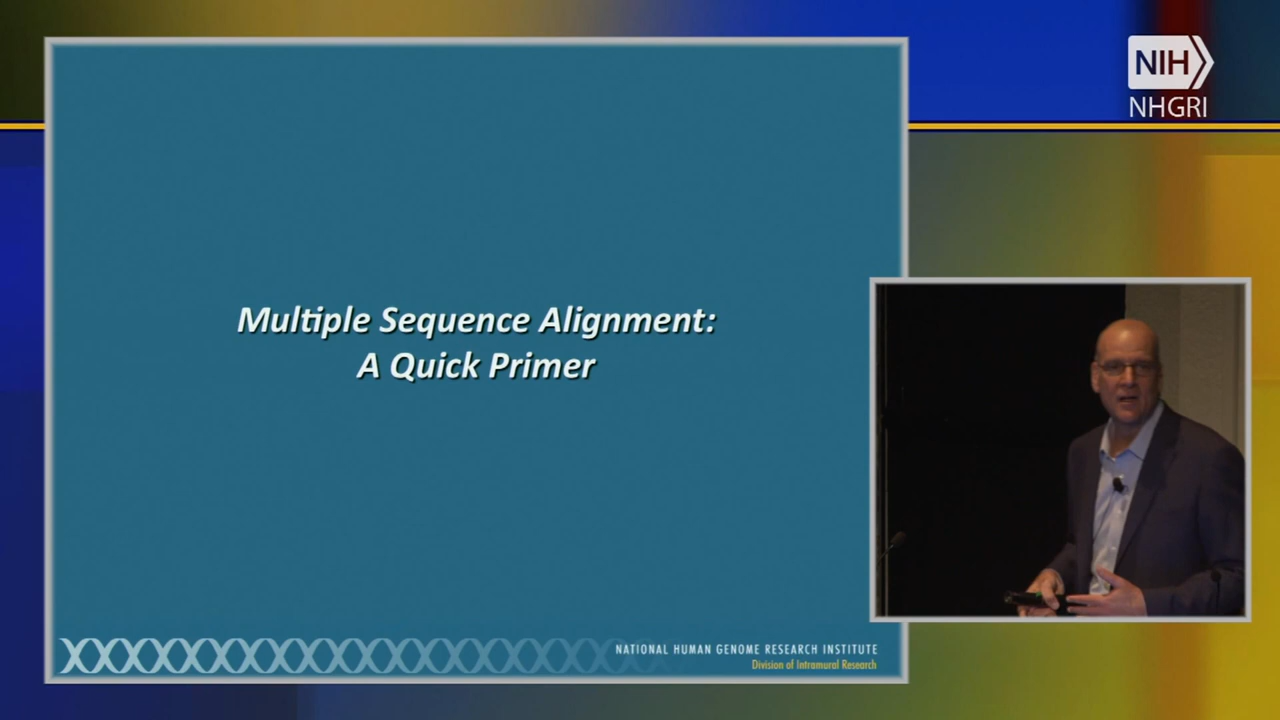 NIH
NHGRI
Multiple Sequence Alignment:
A Quick Primer
NATIONAL HUMAN GENOME RESEARCH INSTITUTE
Division of Intramural Research